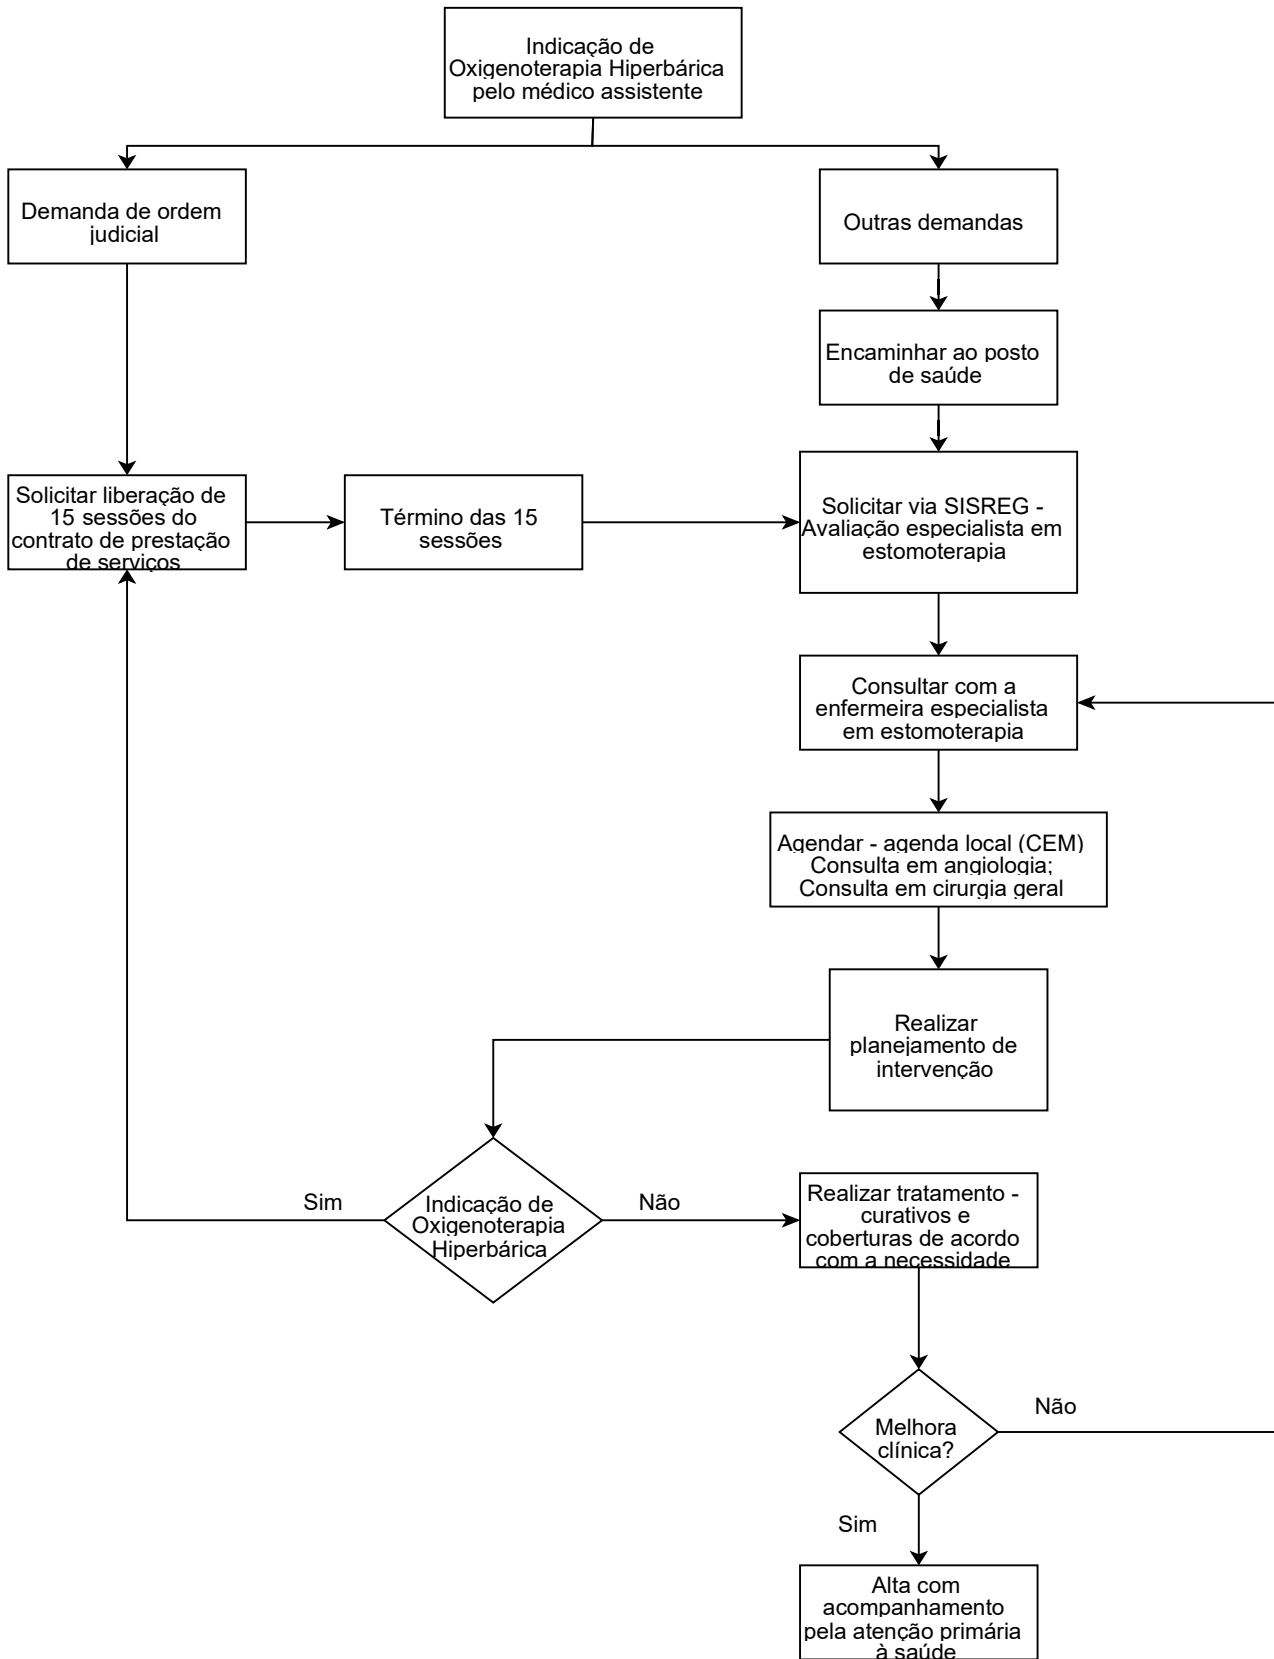 Indicação de
Oxigenoterapia Hiperbárica
pelo médico assistente
Demanda de ordem
judicial
Outras demandas
Encaminhar ao posto
de saúde
Solicitar liberação de
15 sessões do
contrato de prestação
de serviços
Término das 15
sessões
Solicitar via SISREG -
Avaliação especialista em
estomoterapia
Consultar com a
enfermeira especialista
em estomoterapia
Agendar - agenda local (CEM)
Consulta em angiologia;
Consulta em cirurgia geral
Realizar
planejamento de
intervenção
Sim
Indicação de
Oxigenoterapia
Hiperbárica
Não
Realizar tratamento -
curativos e
coberturas de acordo
com a necessidade
Melhora
clínica?
Não
Sim
Alta com
acompanhamento
pela atenção primária
à saúde